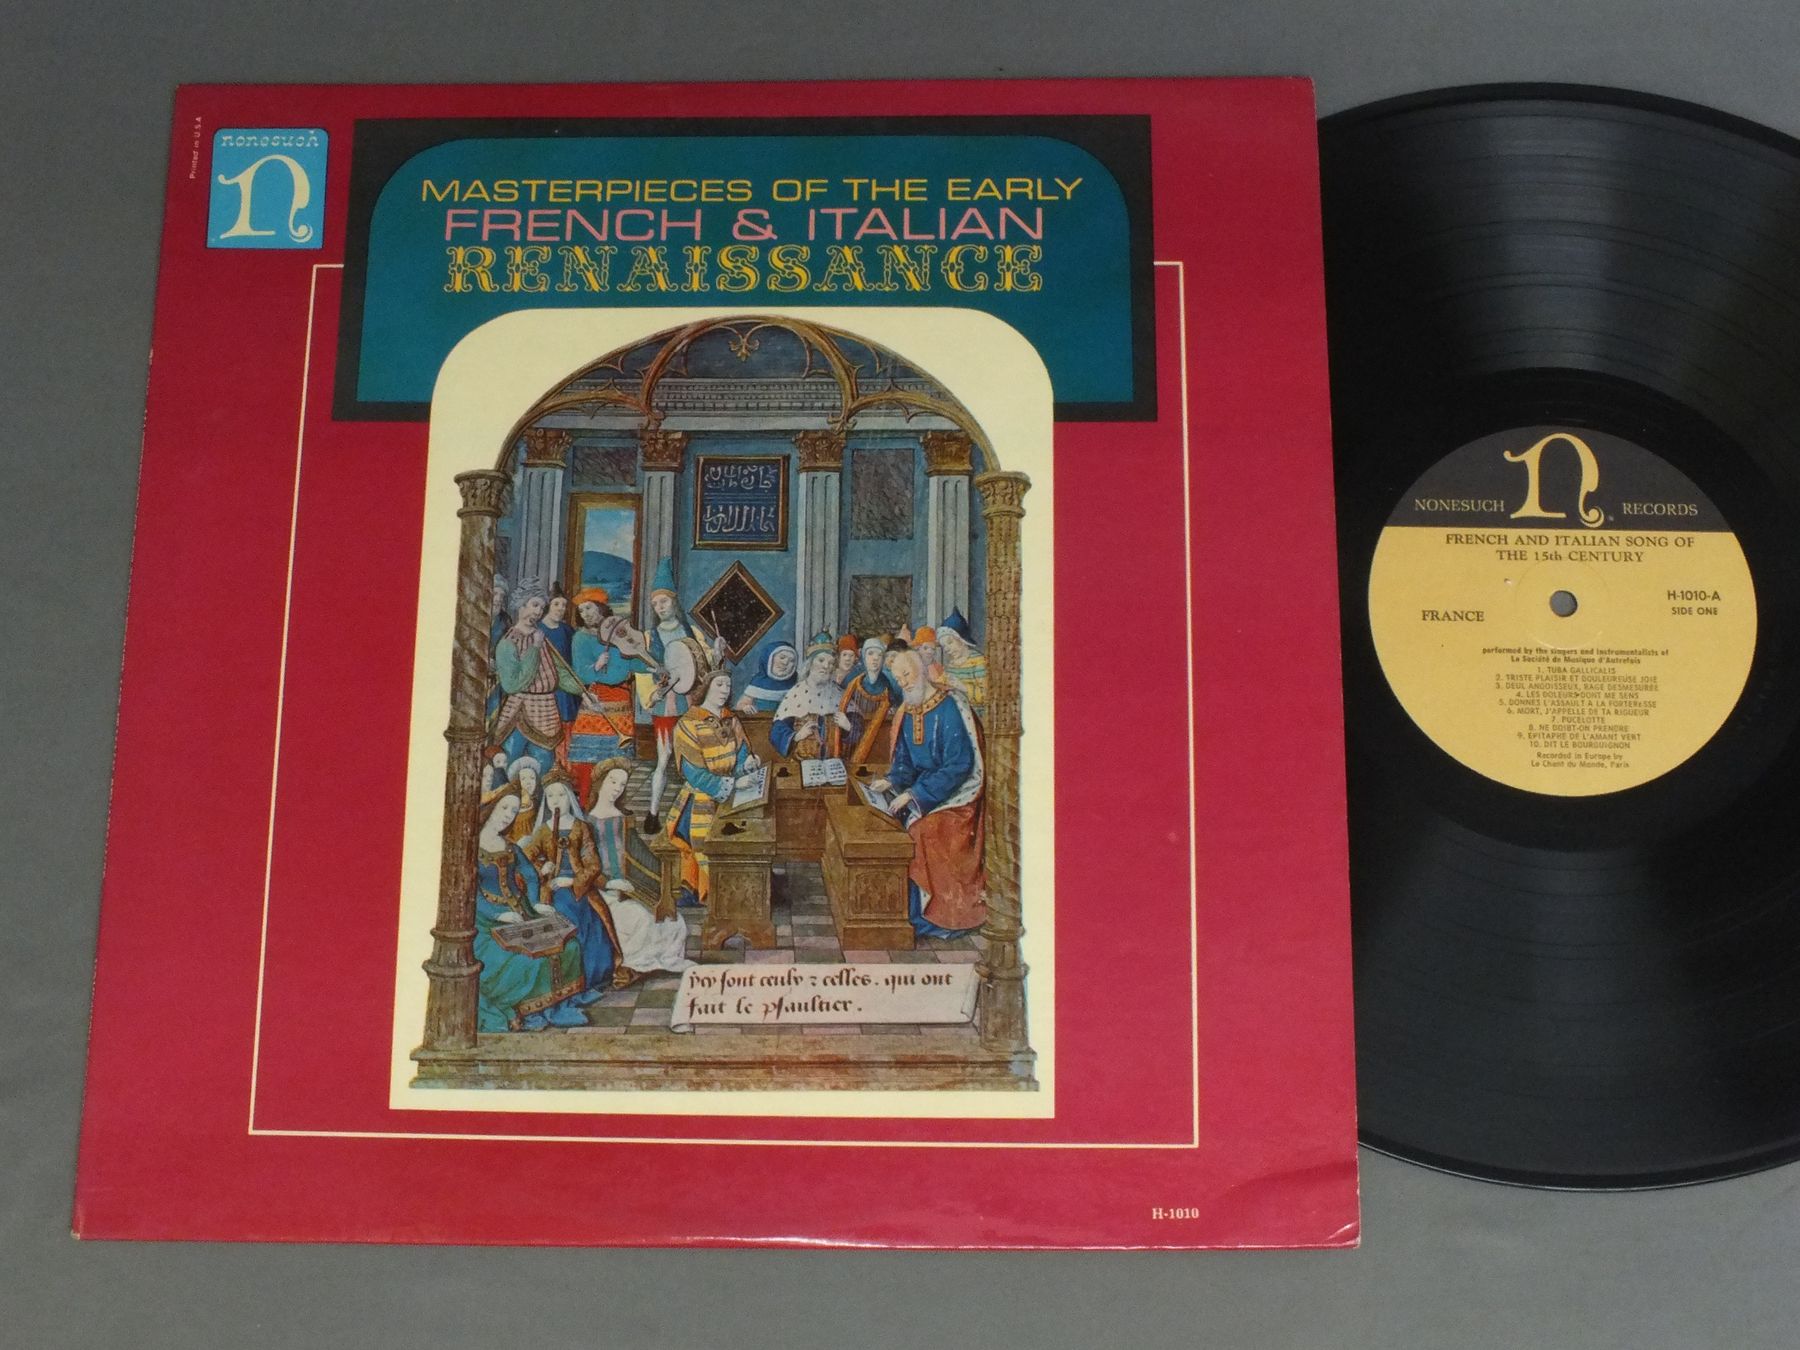 Printed in U.S.A
nonesuch
n
MASTERPIECES OF THE EARLY
FRENCH & ITALIAN
RENAISSANCE
ycy sont ceulx z celles. qui ont
fait le psaultier.
H-1010
n
NONESUCH RECORDS
FRENCH AND ITALIAN SONG OF
THE 15th CENTURY
H-1010-A
SIDE ONE
FRANCE
performed by the singers and instrumentalists of
La Société de Musique d'Autrefois
1. TUBA GALLICALIS
2. TRISTE PLAISIR ET DOULEUREUSE JOIE
3. DEUL ANGOISSEUX, RAGE DESMESURÉE
4. LES DOLEURS DONT ME SENS
5. DONNES L'ASSAULT A LA FORTERESSE
6. MORT, J'APPELLE DE TA RIGUEUR
7. PUCELOTTE
8. NE DOIBT-ON PRENDRE
9. EPITAPHE DE L'AMANT VERT
10. DIT LE BOURGUIGNON
Recorded in Europe by
Le Chant du Monde, Paris